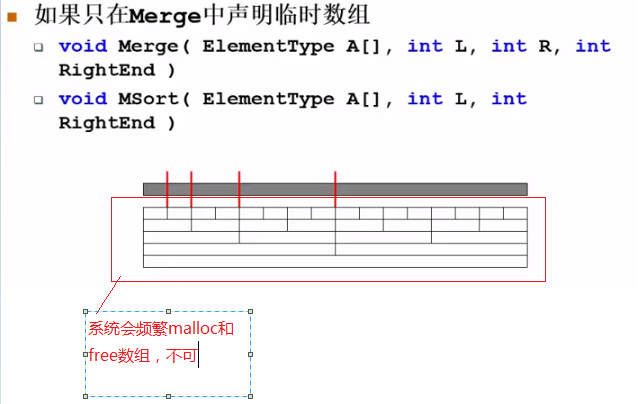 如果只在Merge中声明临时数组
void Merge( ElementType A[], int L, int R, int
RightEnd )
void MSort( ElementType A[], int L, int
RightEnd )
系统会频繁malloc和
free数组，不可